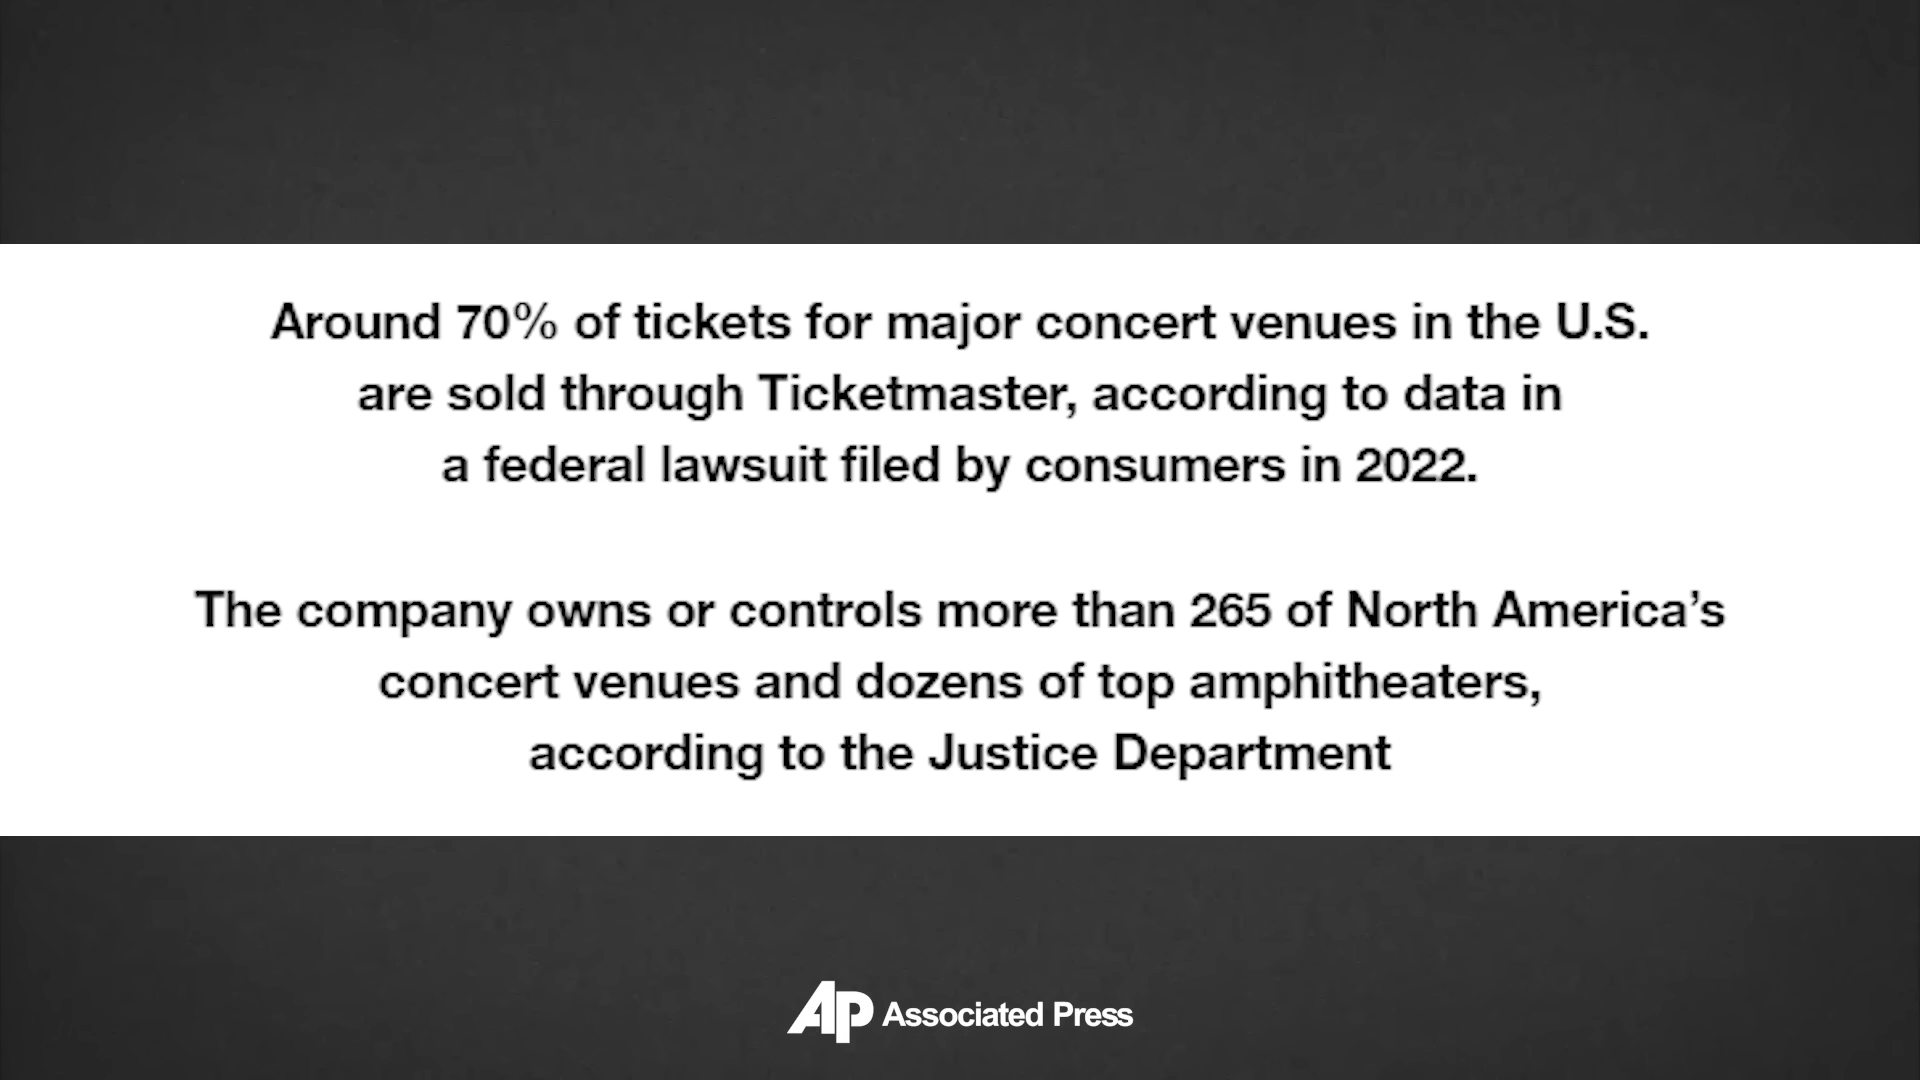 Around 70% of tickets for major concert venues in the U.S.
are sold through Ticketmaster, according to data in
a federal lawsuit filed by consumers in 2022.
The company owns or controls more than 265 of North America’s
concert venues and dozens of top amphitheaters,
according to the Justice Department
AP Associated Press